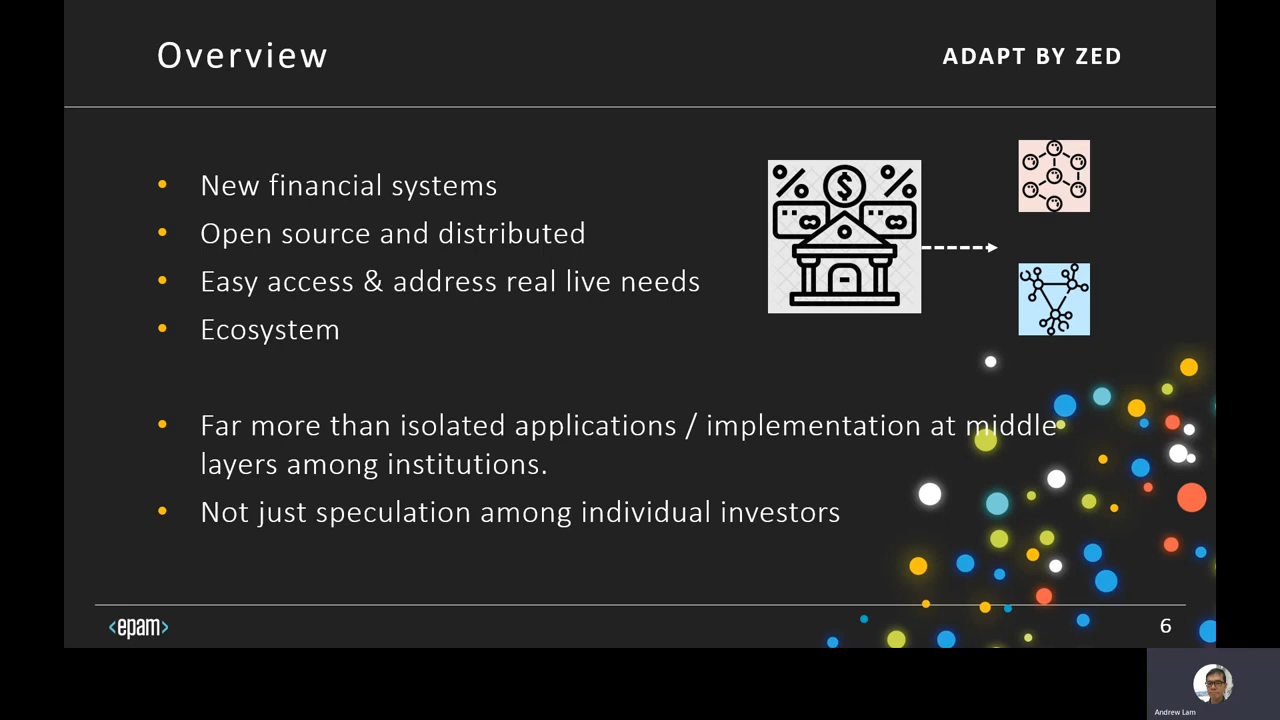 Overview
ADAPT BY ZED
• New financial systems
• Open source and distributed
• Easy access & address real live needs
• Ecosystem
• Far more than isolated applications / implementation at middle
layers among institutions.
• Not just speculation among individual investors
<epam>
6
Andrew Lam